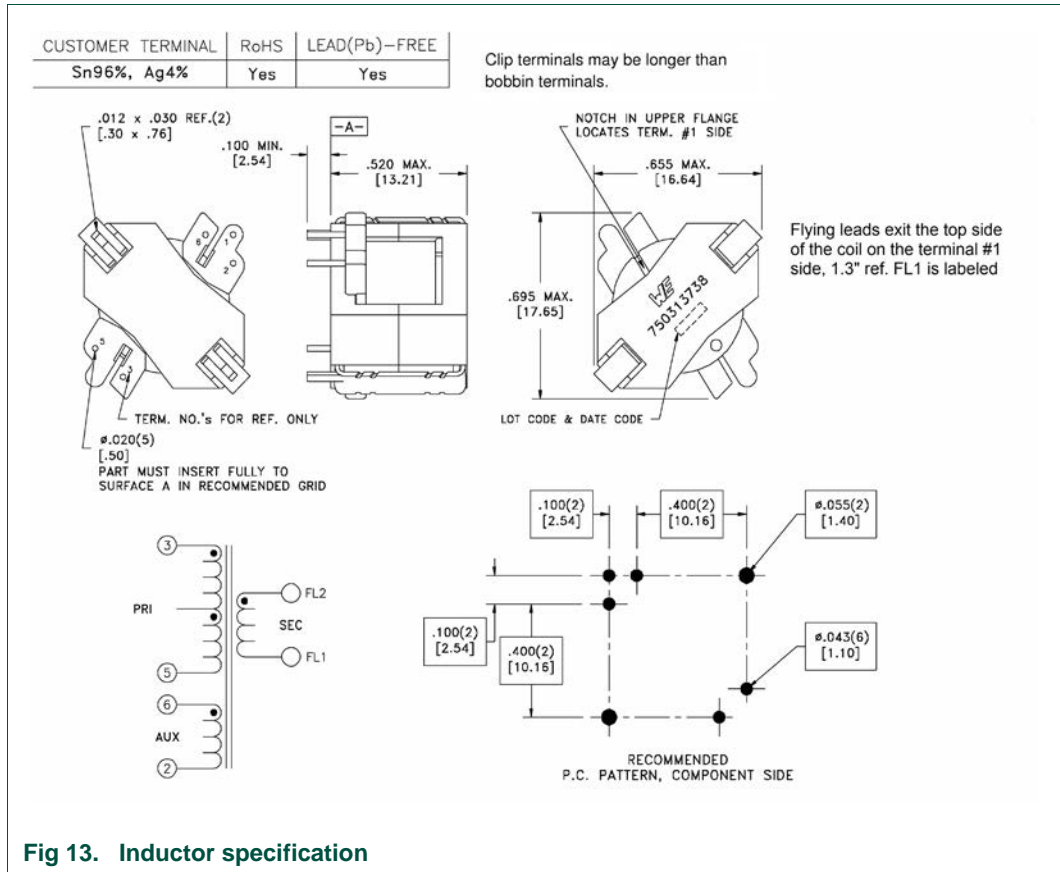 CUSTOMER TERMINAL RoHS LEAD(Pb)-FREE
Sn96%, Ag4% Yes Yes
Clip terminals may be longer than
bobbin terminals.
.012 x .030 REF.(2)
[.30 x .76]
-A-
.100 MIN.
[2.54]
.520 MAX.
[13.21]
NOTCH IN UPPER FLANGE
LOCATES TERM. #1 SIDE
.655 MAX.
[16.64]
6
1
2
5
3
.695 MAX.
[17.65]
WE
750313738
Flying leads exit the top side
of the coil on the terminal #1
side, 1.3" ref. FL1 is labeled
TERM. NO.'s FOR REF. ONLY
LOT CODE & DATE CODE
ø.020(5)
[.50]
PART MUST INSERT FULLY TO
SURFACE A IN RECOMMENDED GRID
3
PRI
5
6
AUX
2
FL2
SEC
FL1
.100(2)
[2.54]
.400(2)
[10.16]
ø.055(2)
[1.40]
.100(2)
[2.54]
.400(2)
[10.16]
ø.043(6)
[1.10]
RECOMMENDED
P.C. PATTERN, COMPONENT SIDE
Fig 13. Inductor specification